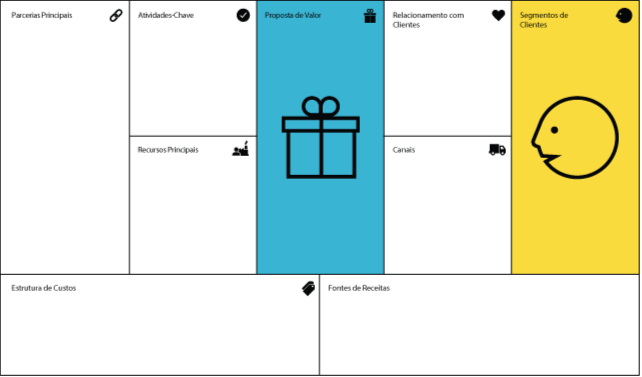 Parcerias Principais
Atividades-Chave
Proposta de Valor
Relacionamento com
Clientes
Segmentos de
Clientes
Recursos Principais
Canais
Estrutura de Custos
Fontes de Receitas